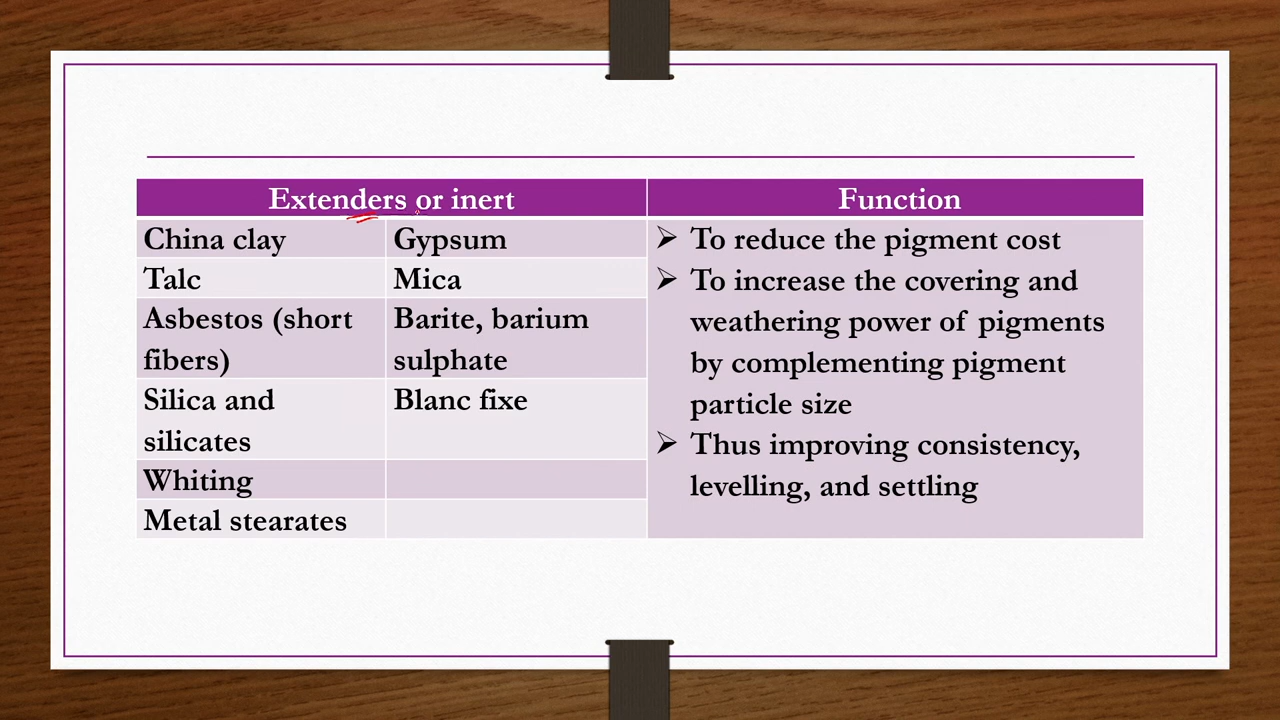 Extenders or inert
Function
China clay
Gypsum
Talc
Mica
Asbestos (short
fibers)
Barite, barium
sulphate
Silica and
silicates
Blanc fixe
Whiting
Metal stearates
➢ To reduce the pigment cost
➢ To increase the covering and
weathering power of pigments
by complementing pigment
particle size
➢ Thus improving consistency,
levelling, and settling